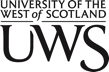 UNIVERSITY OF THE
WEST OF SCOTLAND
UWS